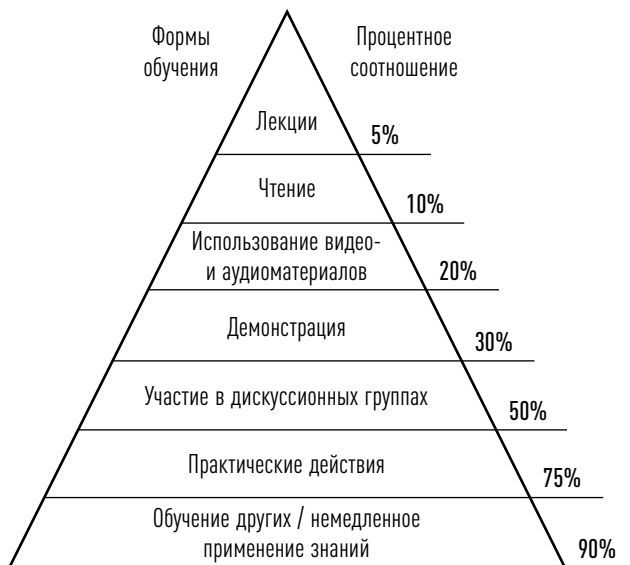 Формы
обучения
Процентное
соотношение
Лекции
5%
Чтение
10%
Использование видео-
и аудиоматериалов
20%
Демонстрация
30%
Участие в дискуссионных группах
50%
Практические действия
75%
Обучение других / немедленное
применение знаний
90%